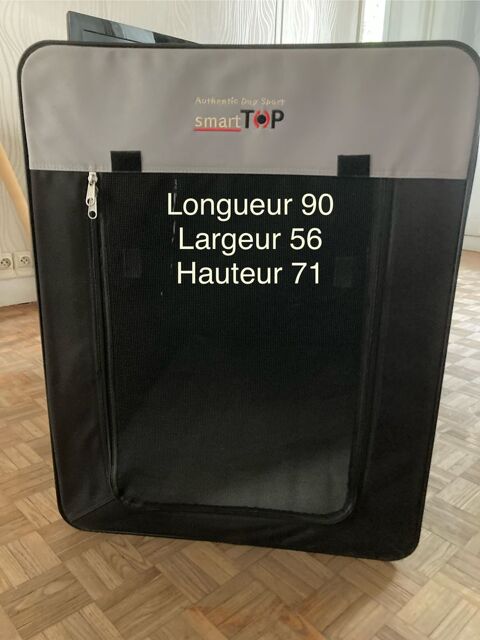 Authentic Dog Sport
smartTOP
Longueur 90
Largeur 56
Hauteur 71